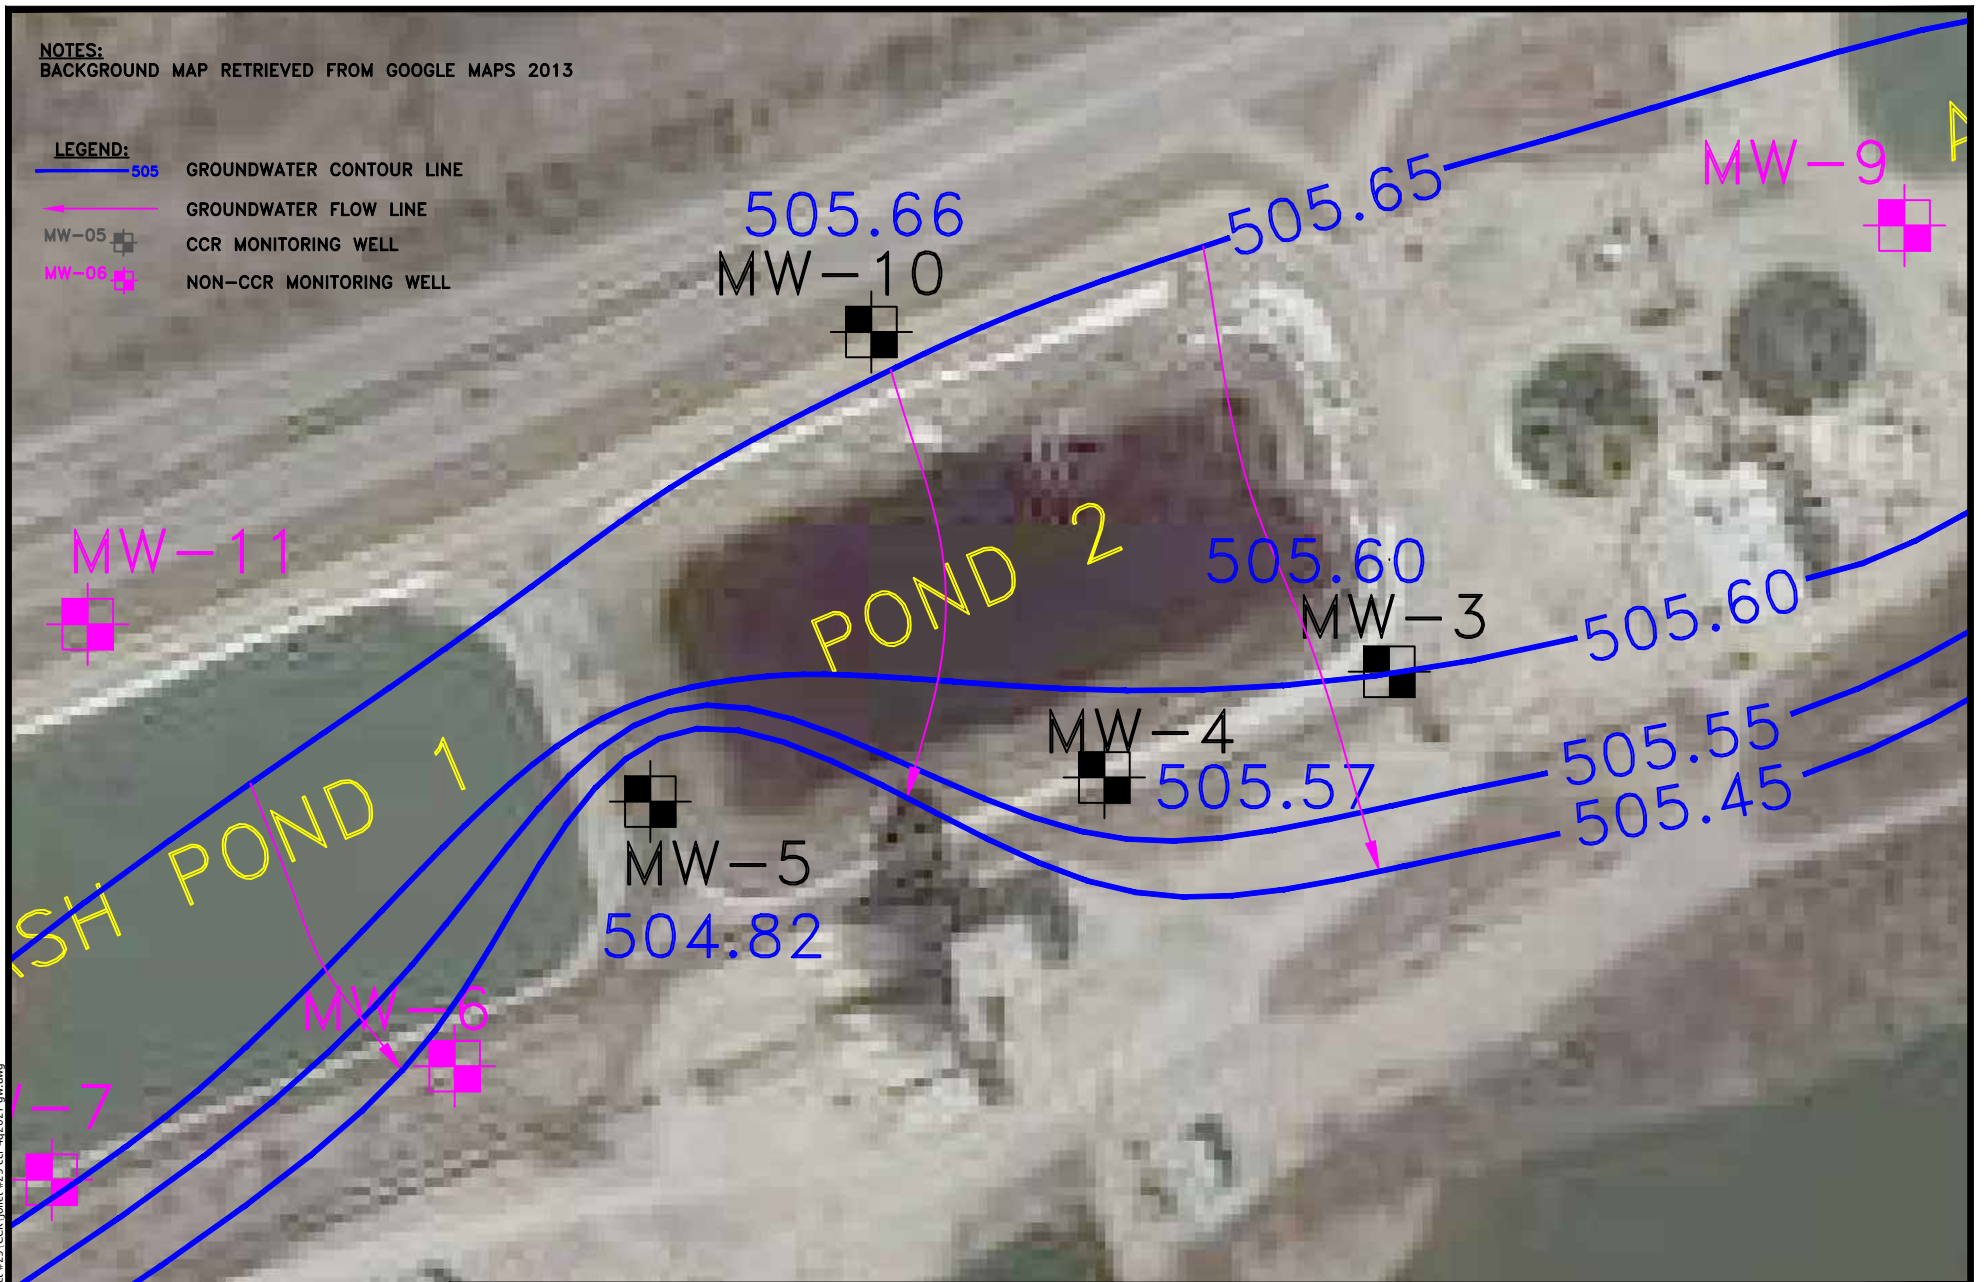 NOTES:
BACKGROUND MAP RETRIEVED FROM GOOGLE MAPS 2013
LEGEND:
505 GROUNDWATER CONTOUR LINE
GROUNDWATER FLOW LINE
MW-05 CCR MONITORING WELL
MW-06 NON-CCR MONITORING WELL
MW-9
505.65
505.66
MW-10
MW-11
POND 2
505.60
MW-3
505.60
MW-4
505.57
505.55
505.45
SH POND 1
MW-5
504.82
MW-6
-7